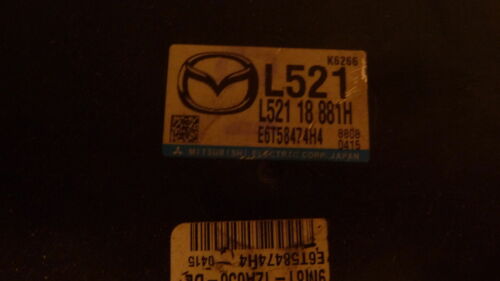 K6266
L521
L521 18 881H
E6T58474H4
8808
0415
MITSUBISHI ELECTRIC CORP. JAPAN
E6T58474H4 - 0415